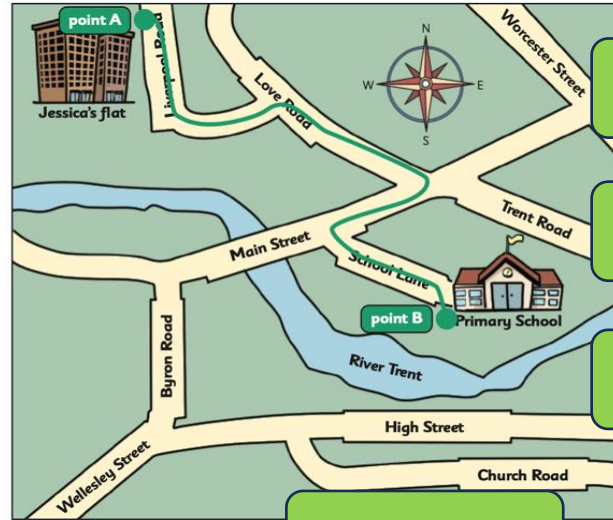 point A
Liverpool Road
Jessica's flat
Love Road
Worcester Street
N
W
E
S
Trent Road
Main Street
School Lane
point B
Primary School
River Trent
Byron Road
High Street
Wellesley Street
Church Road